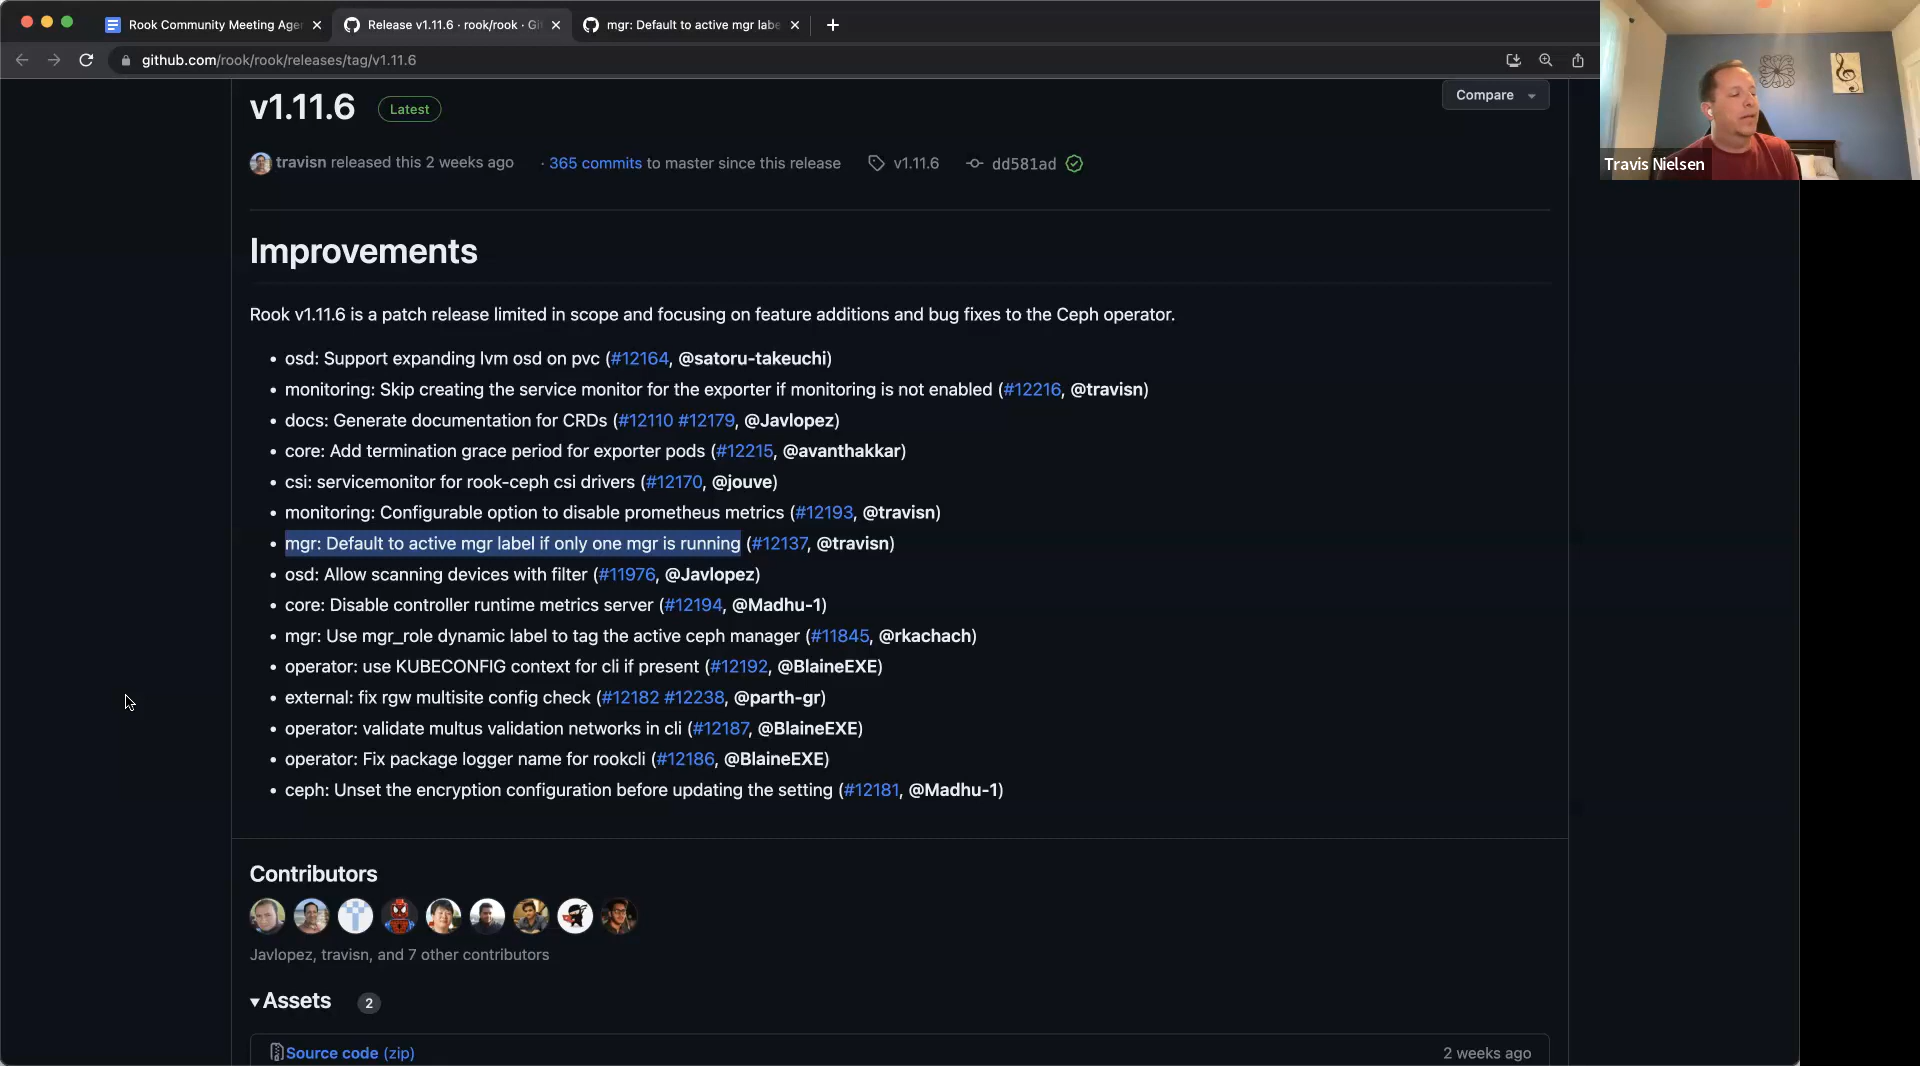 Rook Community Meeting Agen
Release v1.11.6 · rook/rook · Gi
mgr: Default to active mgr labe
github.com/rook/rook/releases/tag/v1.11.6
Travis Nielsen
v1.11.6 Latest
Compare
travisn released this 2 weeks ago · 365 commits to master since this release v1.11.6 dd581ad
Improvements
Rook v1.11.6 is a patch release limited in scope and focusing on feature additions and bug fixes to the Ceph operator.
• osd: Support expanding lvm osd on pvc (#12164, @satoru-takeuchi)
• monitoring: Skip creating the service monitor for the exporter if monitoring is not enabled (#12216, @travisn)
• docs: Generate documentation for CRDs (#12110 #12179, @Javlopez)
• core: Add termination grace period for exporter pods (#12215, @avanthakkar)
• csi: servicemonitor for rook-ceph csi drivers (#12170, @jouve)
• monitoring: Configurable option to disable prometheus metrics (#12193, @travisn)
• mgr: Default to active mgr label if only one mgr is running (#12137, @travisn)
• osd: Allow scanning devices with filter (#11976, @Javlopez)
• core: Disable controller runtime metrics server (#12194, @Madhu-1)
• mgr: Use mgr_role dynamic label to tag the active ceph manager (#11845, @rkachach)
• operator: use KUBECONFIG context for cli if present (#12192, @BlaineEXE)
• external: fix rgw multisite config check (#12182 #12238, @parth-gr)
• operator: validate multus validation networks in cli (#12187, @BlaineEXE)
• operator: Fix package logger name for rookcli (#12186, @BlaineEXE)
• ceph: Unset the encryption configuration before updating the setting (#12181, @Madhu-1)
Contributors
Javlopez, travisn, and 7 other contributors
Assets 2
Source code (zip)
2 weeks ago